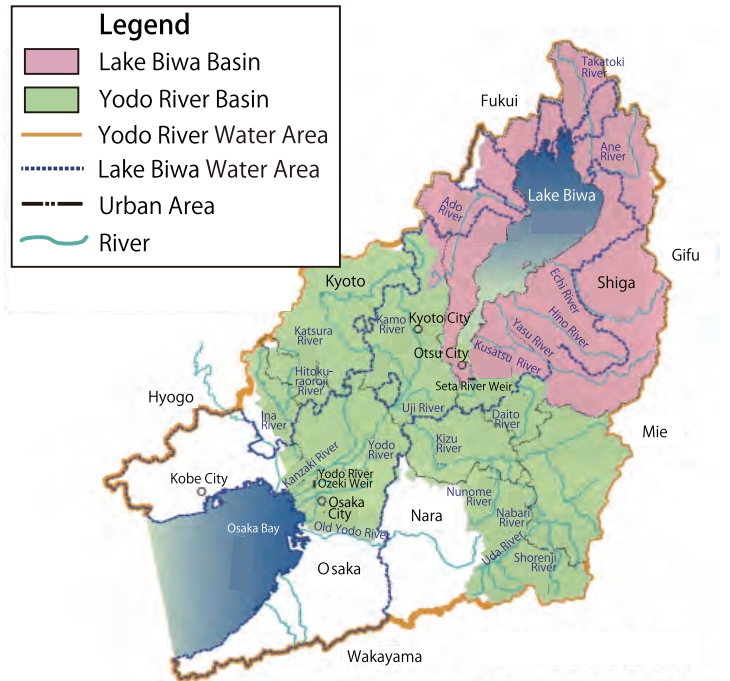 Legend
Lake Biwa Basin
Yodo River Basin
Yodo River Water Area
Lake Biwa Water Area
Urban Area
River
Takatoki
River
Fukui
Ane
River
Lake Biwa
Ado
River
Gifu
Shiga
Echi River
Hino River
Kyoto
Kamo
River
Kyoto City
Katsura
River
Yasu River
Otsu City
Kusatsu River
Hitoku-
raoroji
River
Seta River Weir
Hyogo
Uji River
Daito
River
Ina
River
Mie
Kizu
River
Yodo
River
Kanzaki River
Kobe City
Yodo River
Ozeki Weir
Nunome
River
Osaka
City
Nara
Nabari
River
Osaka Bay
Old Yodo River
Uda River
Shorenji
River
Osaka
Wakayama